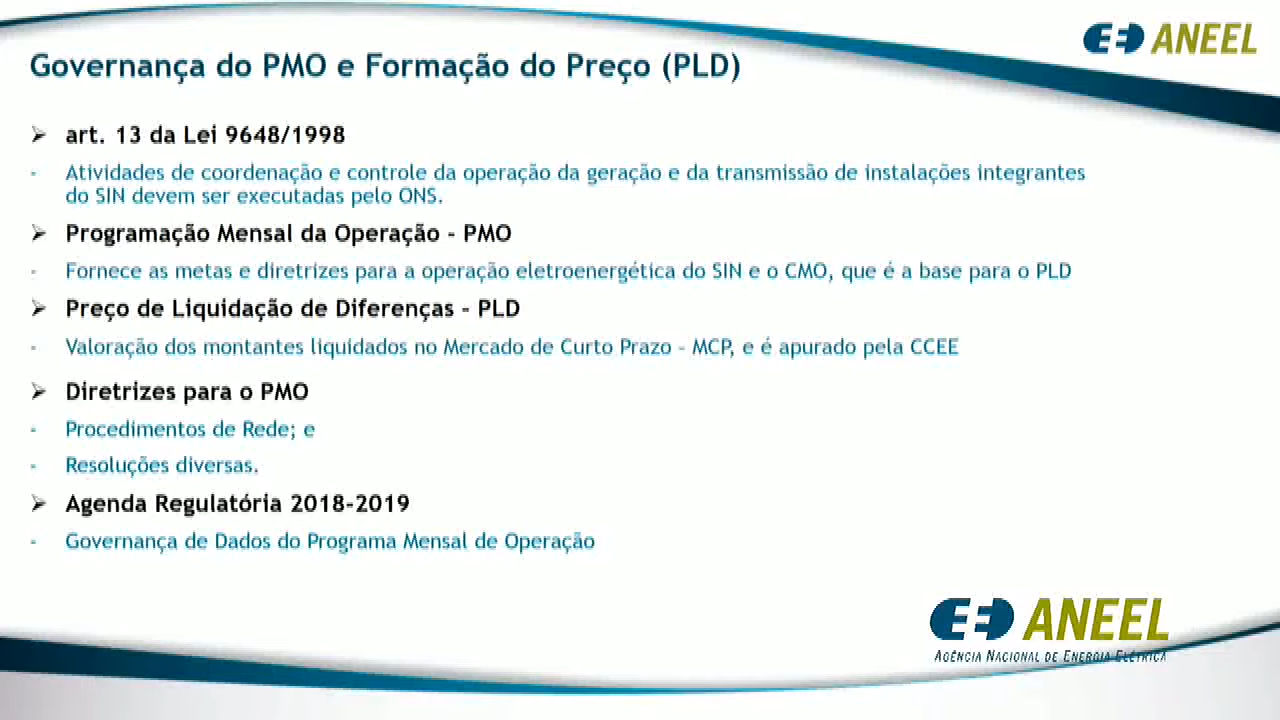 ANEEL
Governança do PMO e Formação do Preço (PLD)
➢ art. 13 da Lei 9648/1998
- Atividades de coordenação e controle da operação da geração e da transmissão de instalações integrantes
do SIN devem ser executadas pelo ONS.
➢ Programação Mensal da Operação - PMO
- Fornece as metas e diretrizes para a operação eletroenergética do SIN e o CMO, que é a base para o PLD
➢ Preço de Liquidação de Diferenças - PLD
- Valoração dos montantes liquidados no Mercado de Curto Prazo - MCP, e é apurado pela CCEE
➢ Diretrizes para o PMO
- Procedimentos de Rede; e
- Resoluções diversas.
➢ Agenda Regulatória 2018-2019
- Governança de Dados do Programa Mensal de Operação
ANEEL
AGÊNCIA NACIONAL DE ENERGIA ELÉTRICA